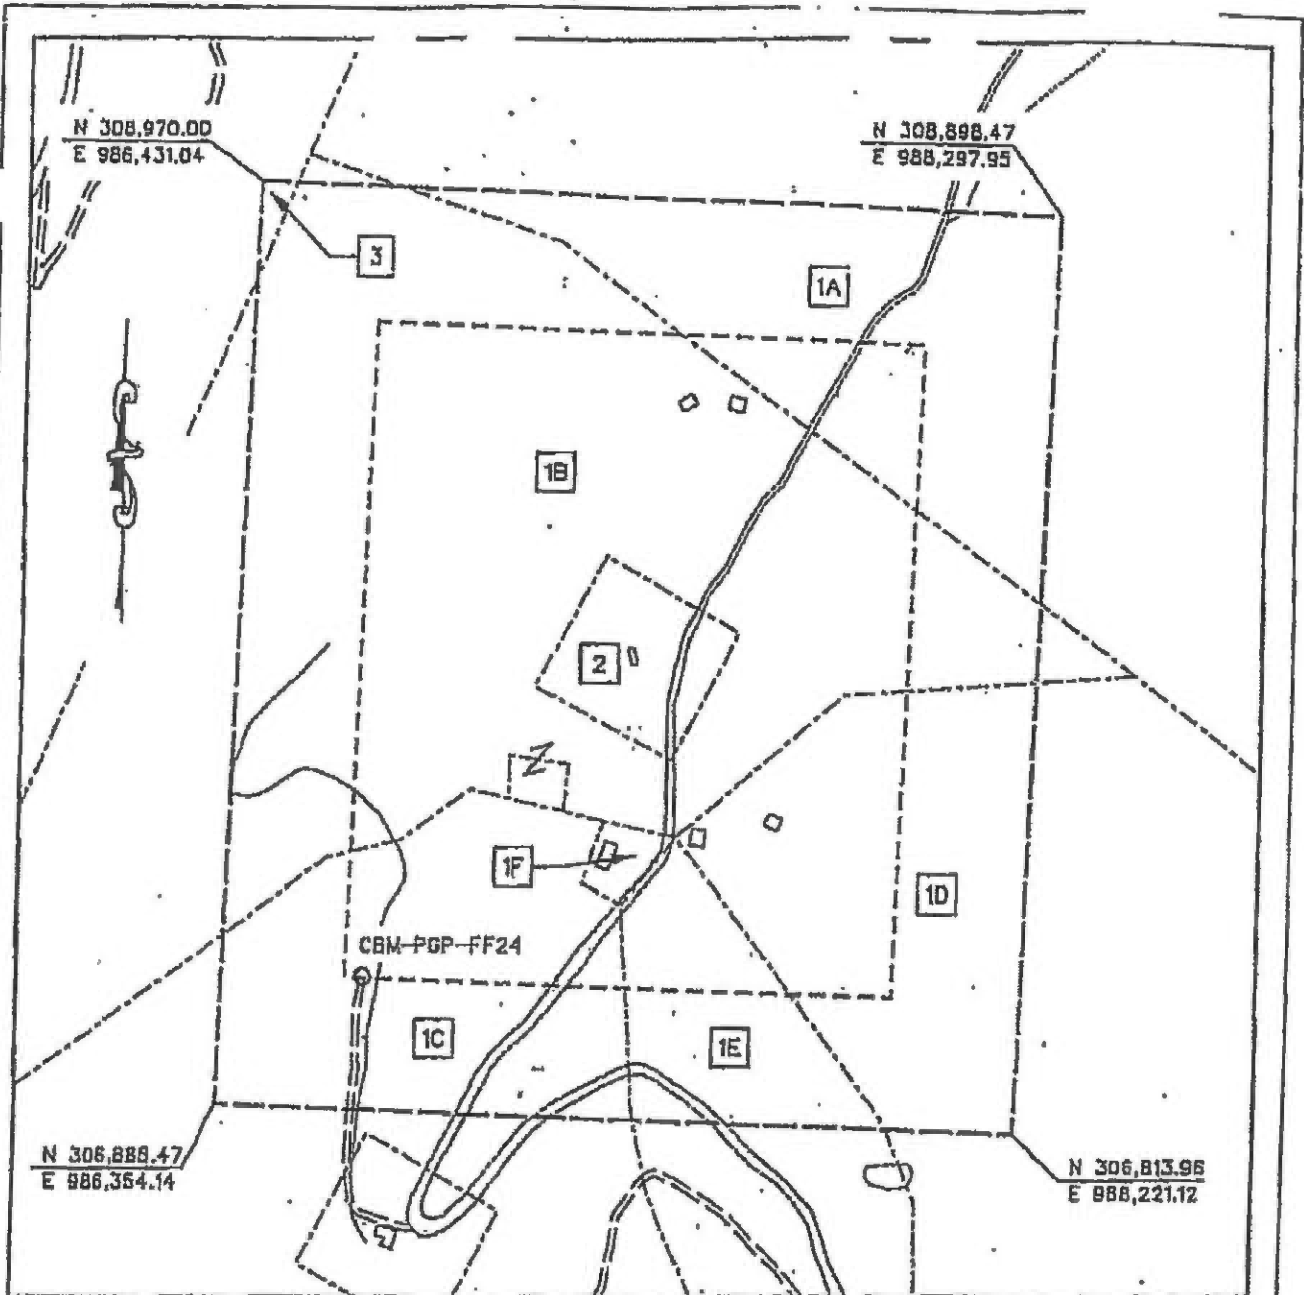 N 308,970.00
E 986,431.04
N 308,898.47
E 988,297.95
3
1A
1B
2
Z
1F
1D
CBM-PGP-FF24
1C
1E
N 306,888.47
E 986,354.14
N 306,813.96
E 988,221.12